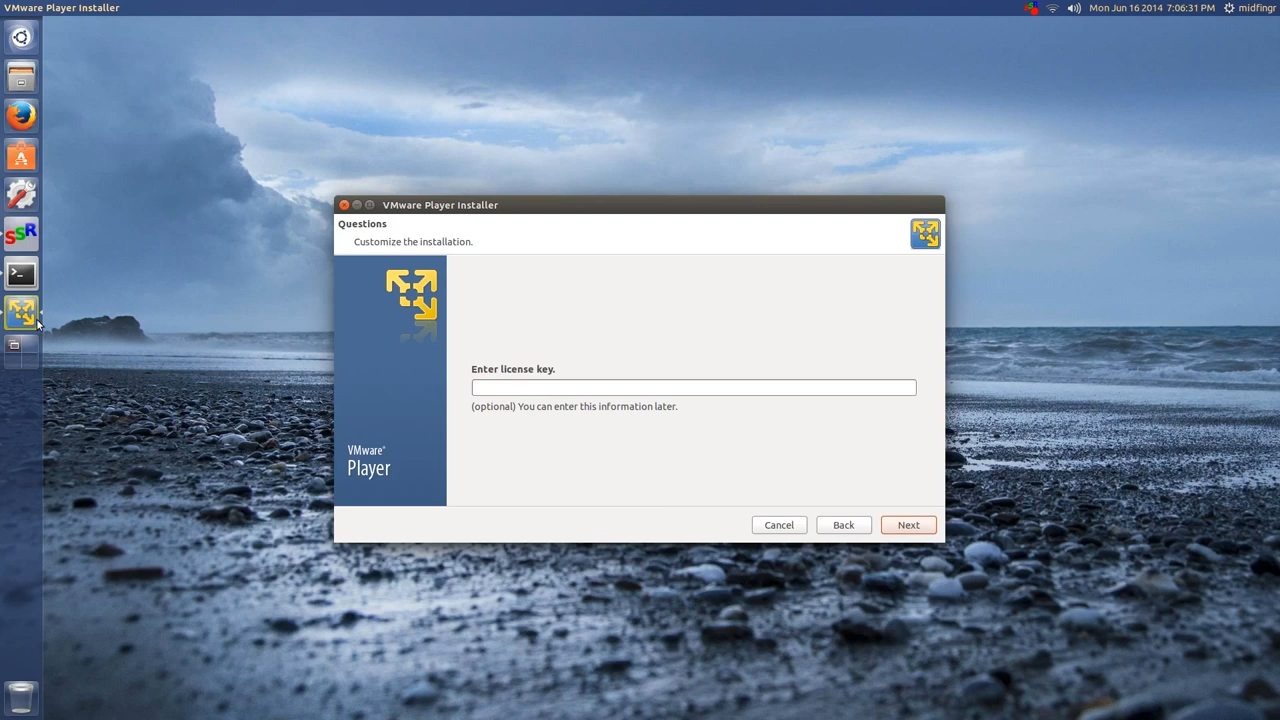 VMware Player Installer
Mon Jun 16 2014 7:06:31 PM
midfingr
SSR
VMware Player Installer
Questions
Customize the installation.
Enter license key.
(optional) You can enter this information later.
VMware®
Player
Cancel
Back
Next